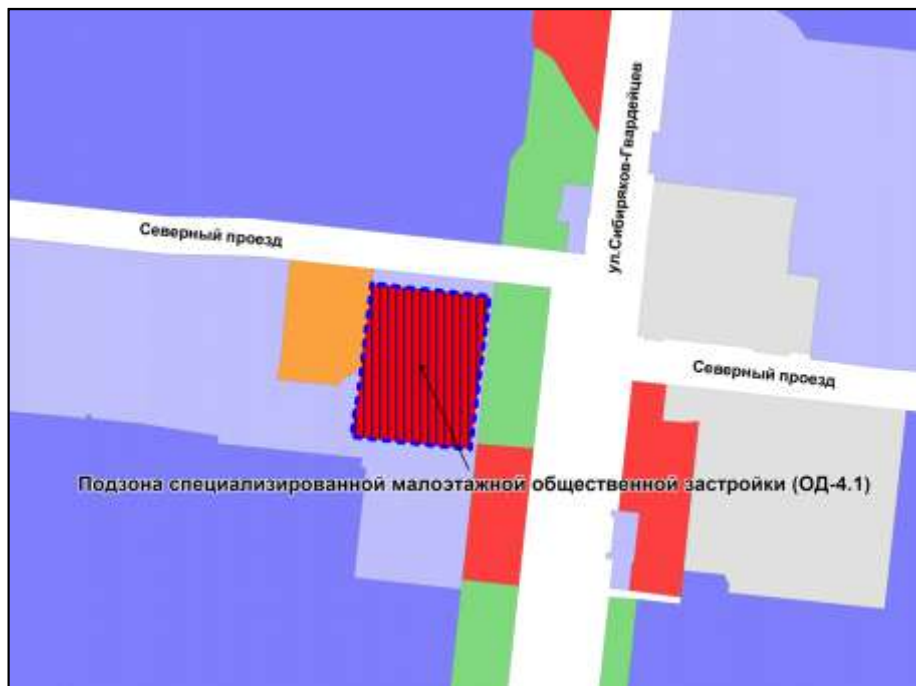 ул.Сибиряков-Гвардейцев
Северный проезд
Северный проезд
Подзона специализированной малоэтажной общественной застройки (ОД-4.1)